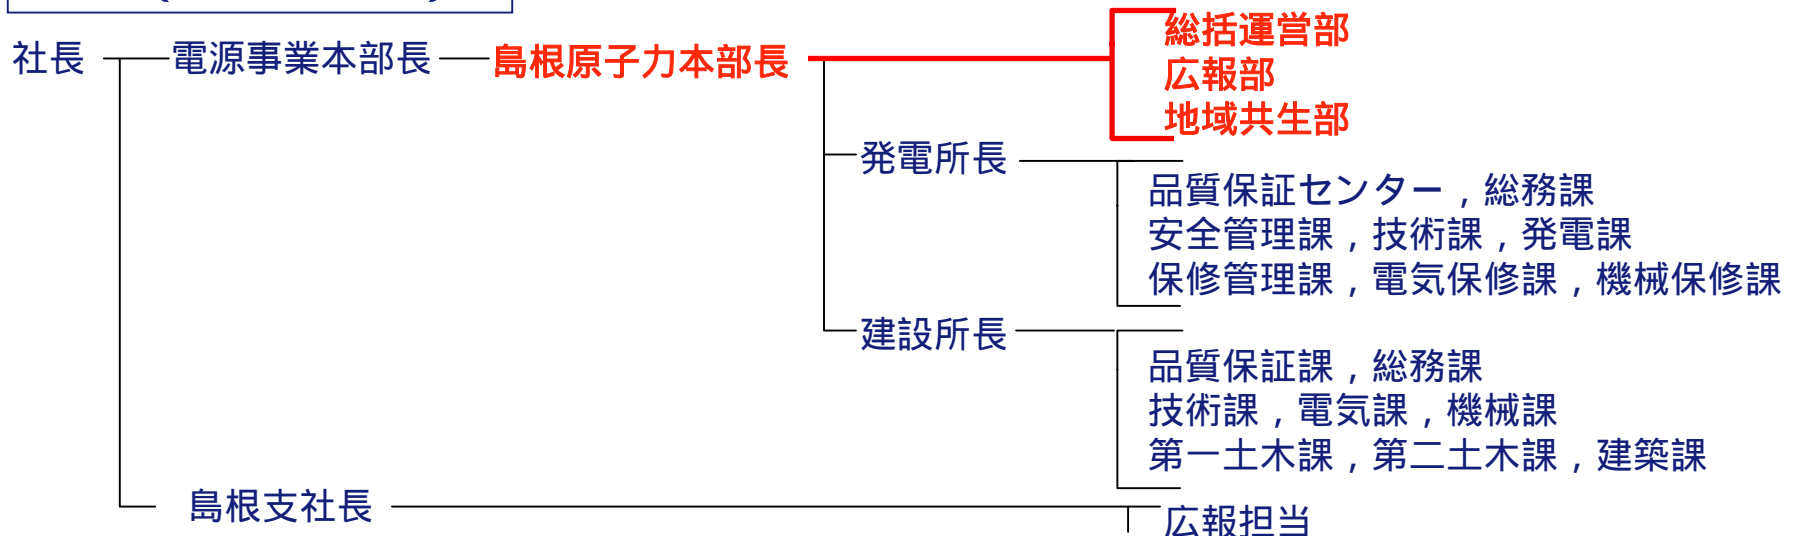 総括運営部
社長 電源事業本部長 島根原子力本部長
広報部
地域共生部
発電所長
品質保証センター，総務課
安全管理課，技術課，発電課
保修管理課，電気保修課，機械保修課
建設所長
品質保証課，総務課
技術課，電気課，機械課
第一土木課，第二土木課，建築課
島根支社長
広報担当